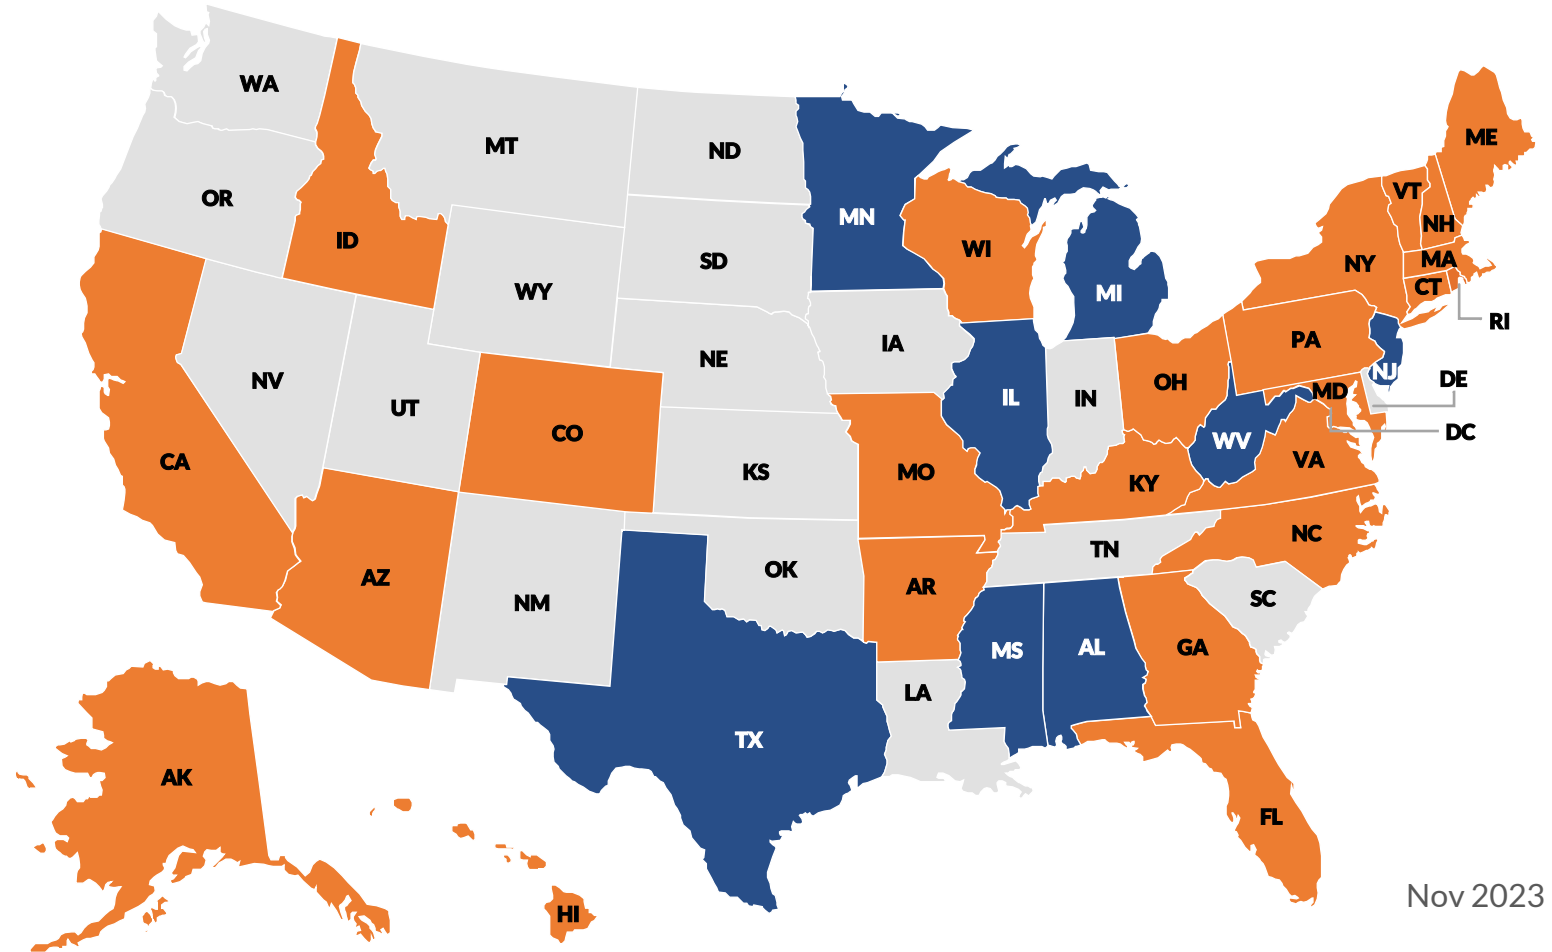 WA
MT
ND
ME
OR
MN
VT
NH
ID
WI
NY
MA
SD
CT
WY
MI
RI
IA
PA
NE
NJ
DE
NV
OH
MD
UT
IL
IN
CO
DC
WV
CA
VA
KS
MO
KY
NC
TN
OK
AZ
AR
SC
NM
MS
AL
GA
LA
TX
AK
FL
HI
Nov 2023